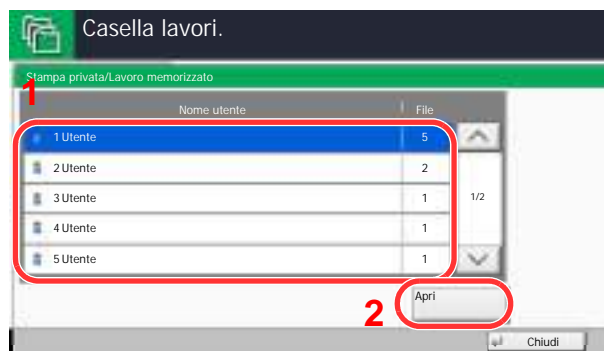 Casella lavori.
Stampa privata/Lavoro memorizzato
1
Nome utente File
1 Utente 5
2 Utente 2
3 Utente 1 1/2
4 Utente 1
5 Utente 1
2 Apri
Chiudi